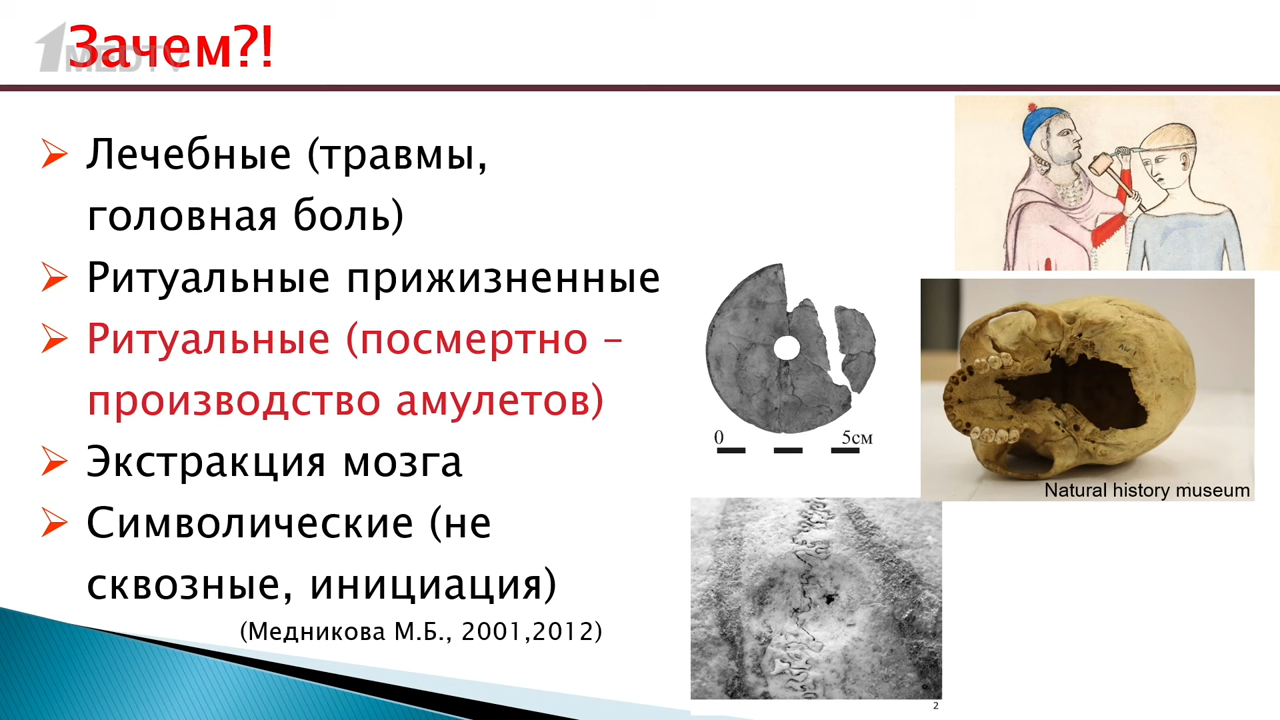 Зачем?!
1MEDTV
Лечебные (травмы,
головная боль)
Ритуальные прижизненные
Ритуальные (посмертно –
производство амулетов)
Экстракция мозга
Символические (не
сквозные, инициация)
(Медникова М.Б., 2001,2012)
0 5см
Natural history museum
2